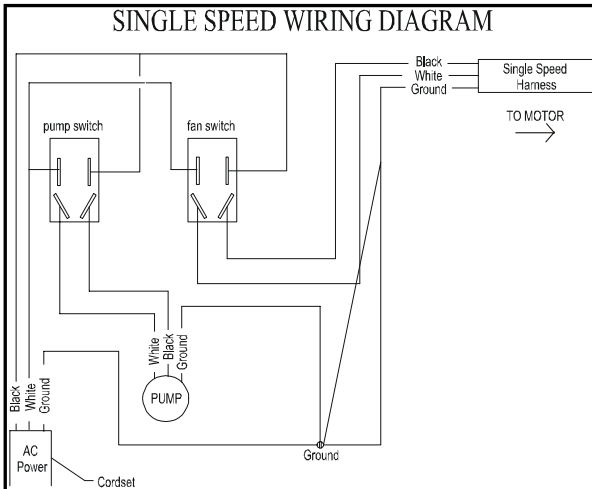 SINGLE SPEED WIRING DIAGRAM
Black
White
Ground
Single Speed
Harness
TO MOTOR
pump switch
fan switch
White
Black
Ground
PUMP
Black
White
Ground
AC
Power
Cordset
Ground